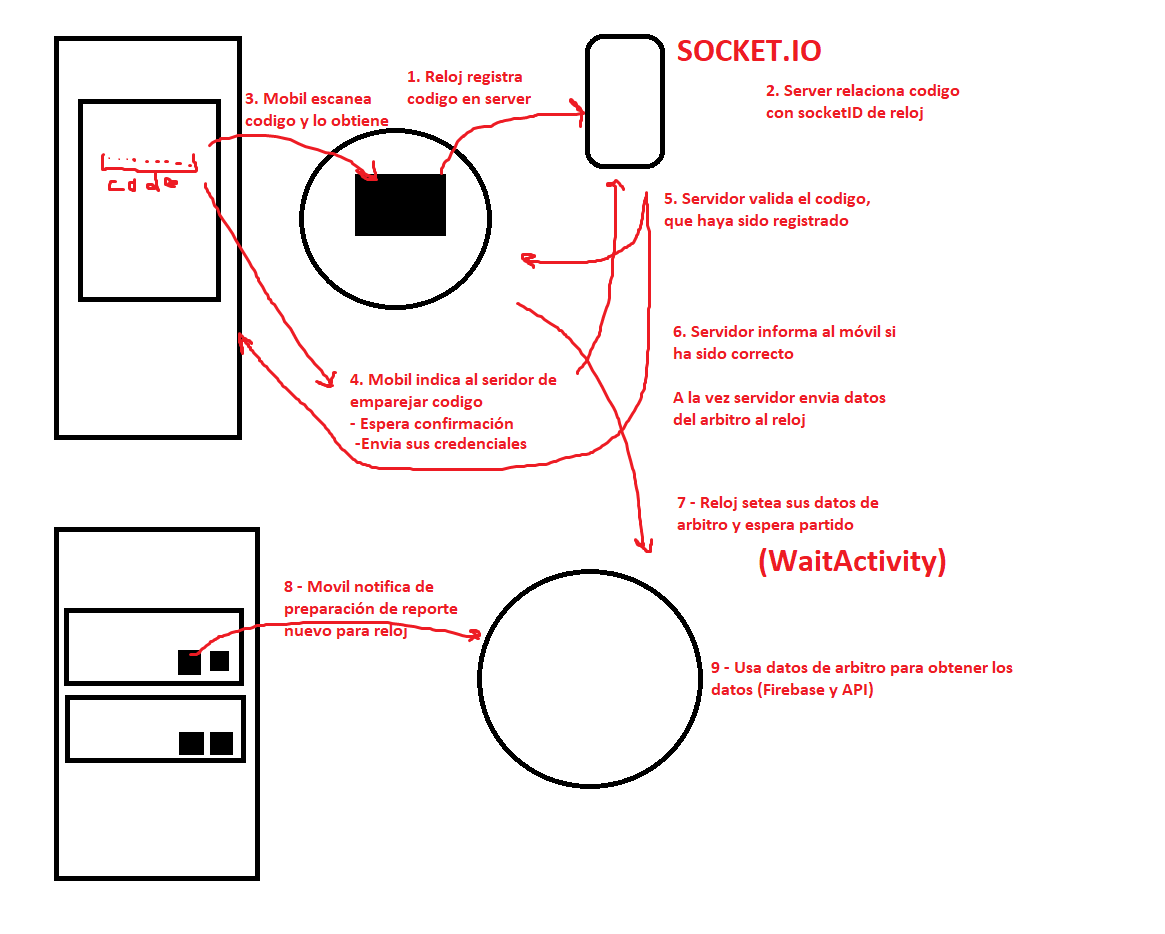 SOCKET.IO
1. Reloj registra
codigo en server
2. Server relaciona codigo
con socketID de reloj
3. Mobil escanea
codigo y lo obtiene
code
5. Servidor valida el codigo,
que haya sido registrado
6. Servidor informa al móvil si
ha sido correcto
A la vez servidor envia datos
del arbitro al reloj
4. Mobil indica al seridor de
emparejar codigo
- Espera confirmación
-Envia sus credenciales
7 - Reloj setea sus datos de
arbitro y espera partido
(WaitActivity)
8 - Movil notifica de
preparación de reporte
nuevo para reloj
9 - Usa datos de arbitro para obtener los
datos (Firebase y API)